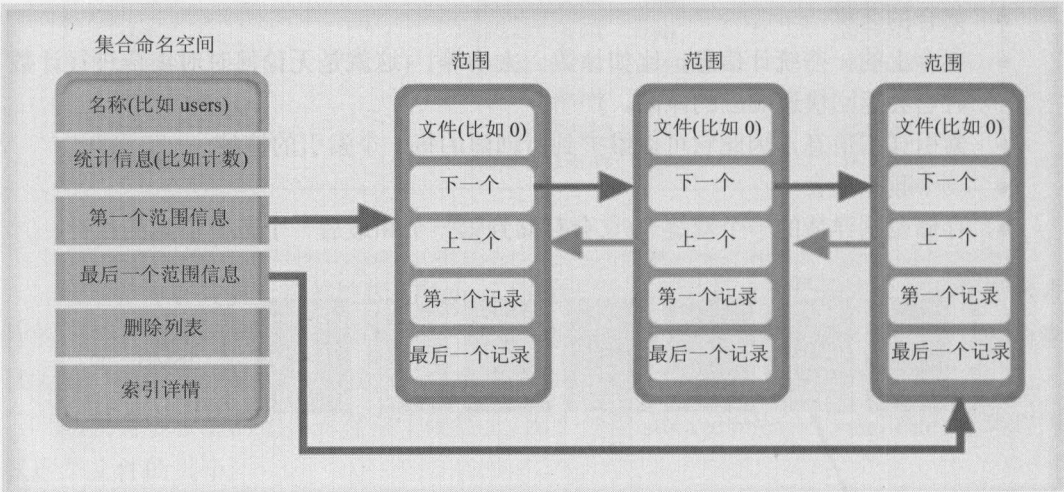 集合命名空间
名称(比如 users)
统计信息(比如计数)
第一个范围信息
最后一个范围信息
删除列表
索引详情
范围
文件(比如 0)
下一个
上一个
第一个记录
最后一个记录
范围
文件(比如 0)
下一个
上一个
第一个记录
最后一个记录
范围
文件(比如 0)
下一个
上一个
第一个记录
最后一个记录